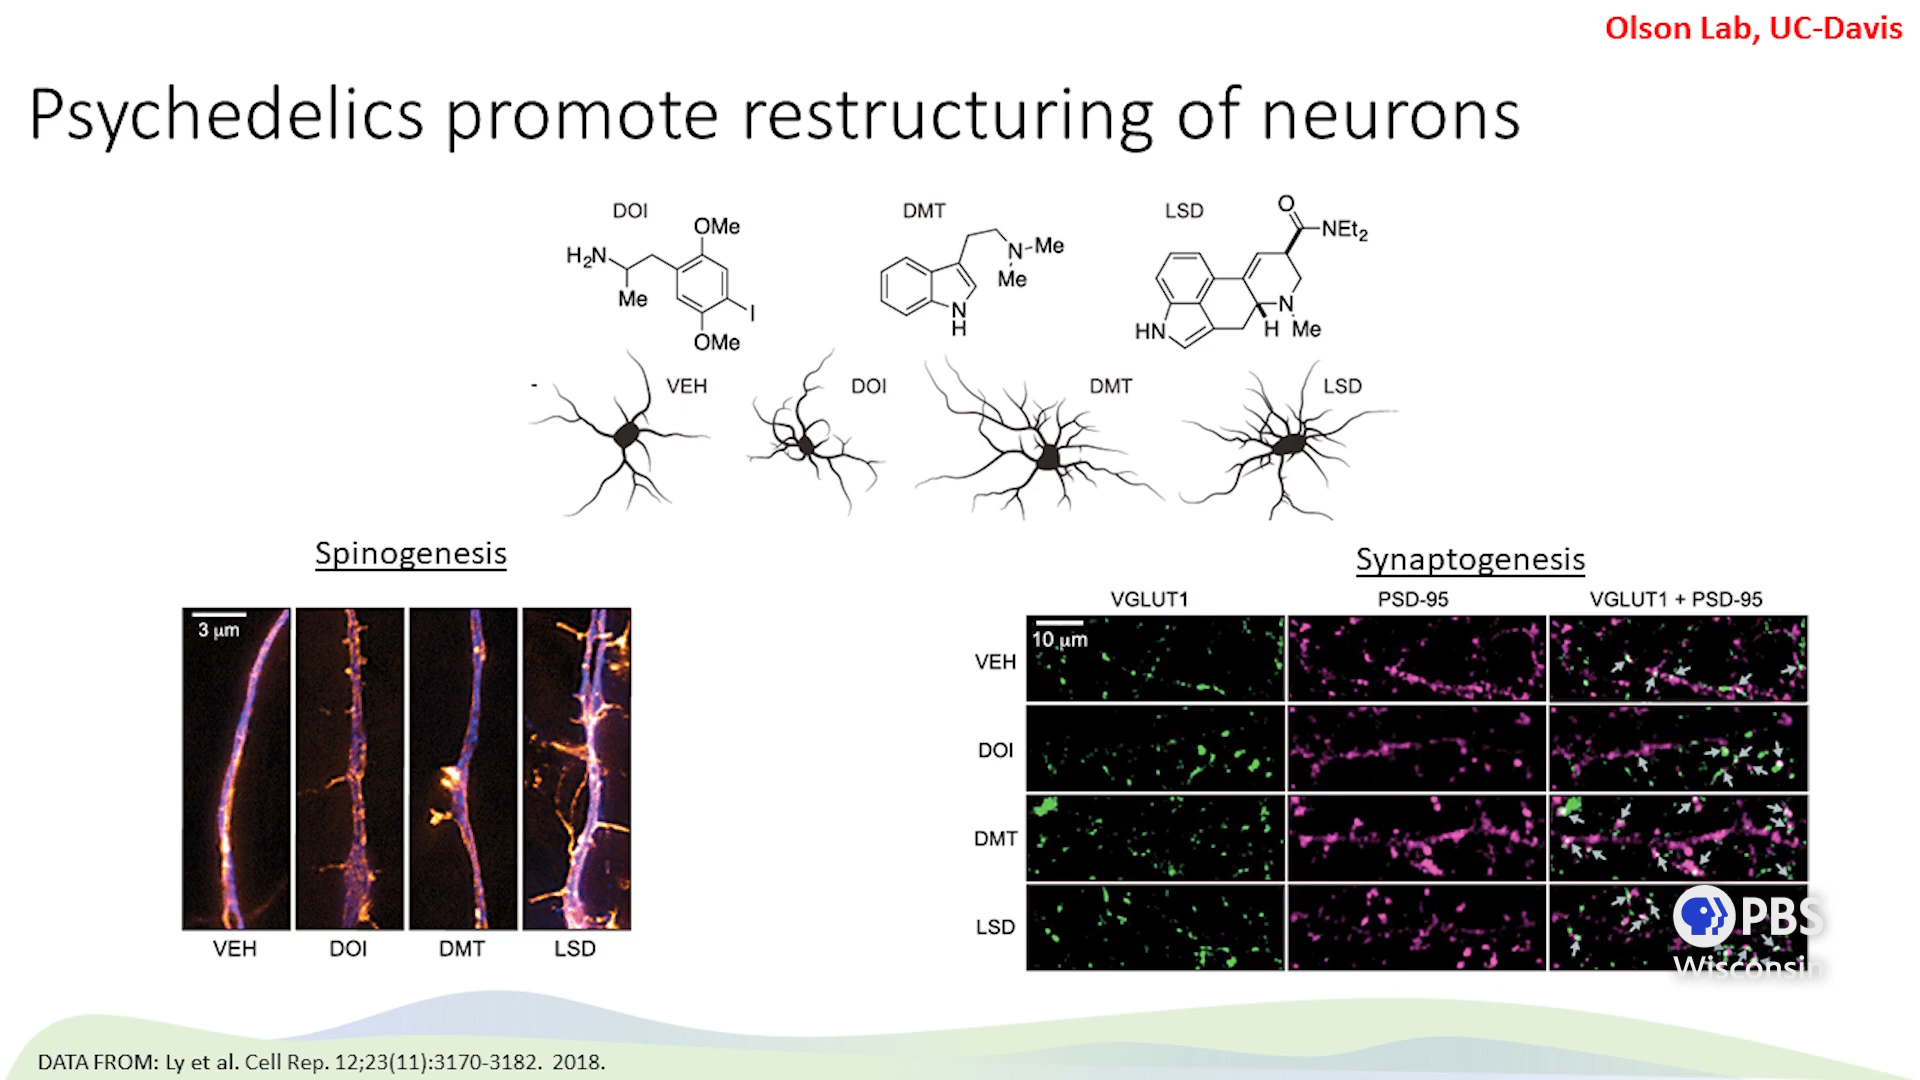 Olson Lab, UC-Davis
Psychedelics promote restructuring of neurons
DOI
DMT
LSD
H₂N
OMe
Me
I
OMe
N
Me
Me
N
H
O
NEt₂
HN
N
H
Me
-
VEH
DOI
DMT
LSD
Spinogenesis
3 µm
VEH
DOI
DMT
LSD
Synaptogenesis
VGLUT1
PSD-95
VGLUT1 + PSD-95
10 µm
VEH
DOI
DMT
LSD
PBS
Wisconsin
DATA FROM: Ly et al. Cell Rep. 12;23(11):3170-3182. 2018.